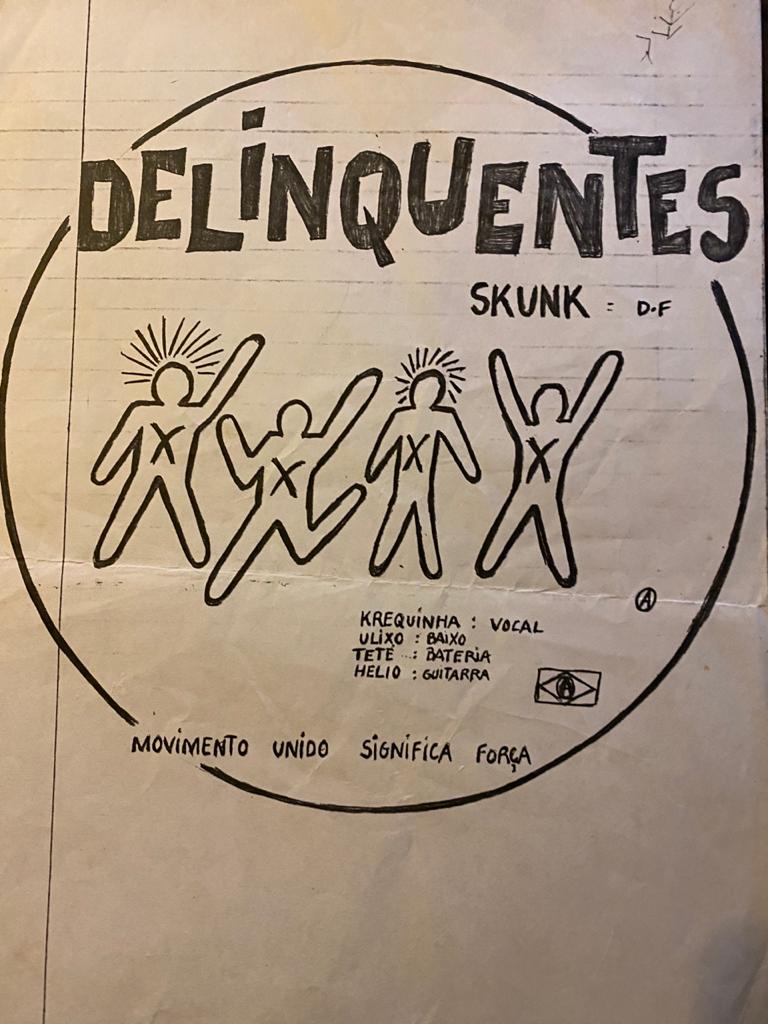 DELINQUENTES
SKUNK = D.F
KREQUINHA : VOCAL
ULIXO : BAIXO
TETE ...: BATERIA
HELIO : GUITARRA
MOVIMENTO UNIDO SIGNIFICA FORÇA